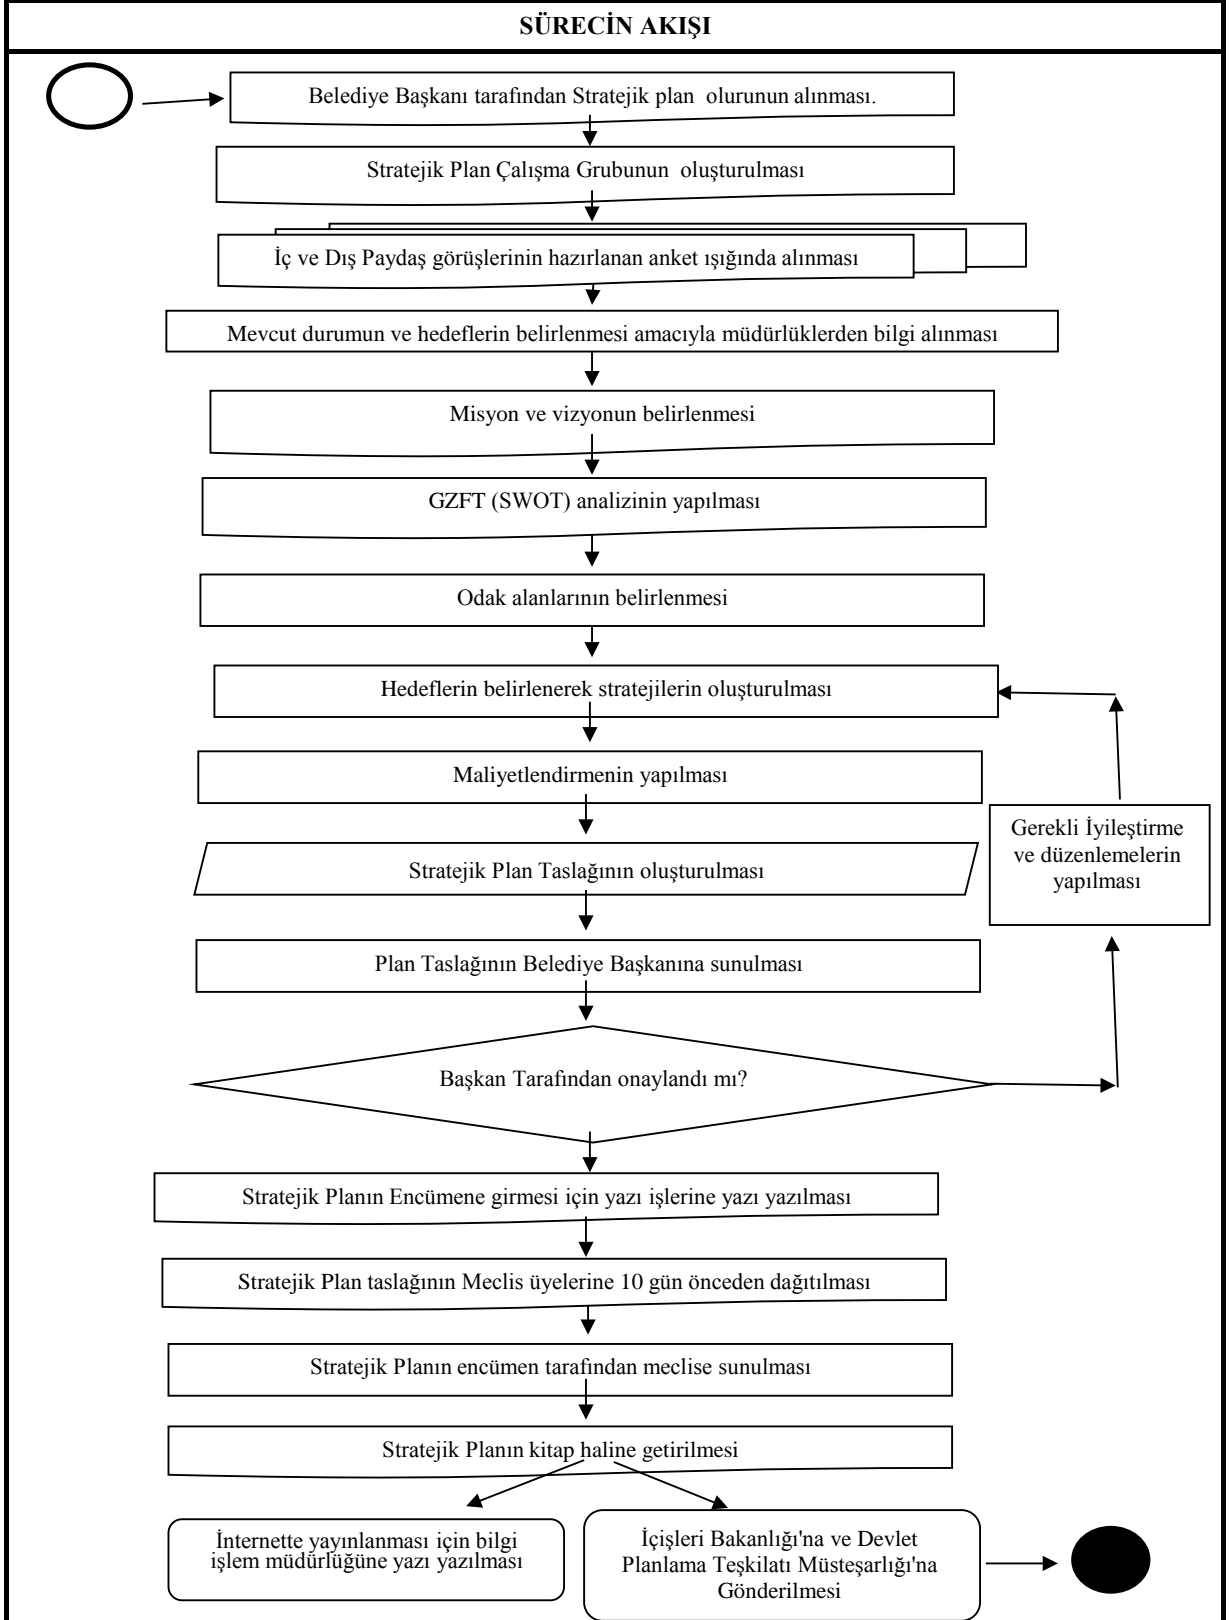 SÜRECİN AKIŞI
Belediye Başkanı tarafından Stratejik plan olurunun alınması.
Stratejik Plan Çalışma Grubunun oluşturulması
İç ve Dış Paydaş görüşlerinin hazırlanan anket ışığında alınması
Mevcut durumun ve hedeflerin belirlenmesi amacıyla müdürlüklerden bilgi alınması
Misyon ve vizyonun belirlenmesi
GZFT (SWOT) analizinin yapılması
Odak alanlarının belirlenmesi
Hedeflerin belirlenerek stratejilerin oluşturulması
Maliyetlendirmenin yapılması
Gerekli İyileştirme
ve düzenlemelerin
yapılması
Stratejik Plan Taslağının oluşturulması
Plan Taslağının Belediye Başkanına sunulması
Başkan Tarafından onaylandı mı?
Stratejik Planın Encümene girmesi için yazı işlerine yazı yazılması
Stratejik Plan taslağının Meclis üyelerine 10 gün önceden dağıtılması
Stratejik Planın encümen tarafından meclise sunulması
Stratejik Planın kitap haline getirilmesi
İnternette yayınlanması için bilgi
işlem müdürlüğüne yazı yazılması
İçişleri Bakanlığı'na ve Devlet
Planlama Teşkilatı Müsteşarlığı'na
Gönderilmesi